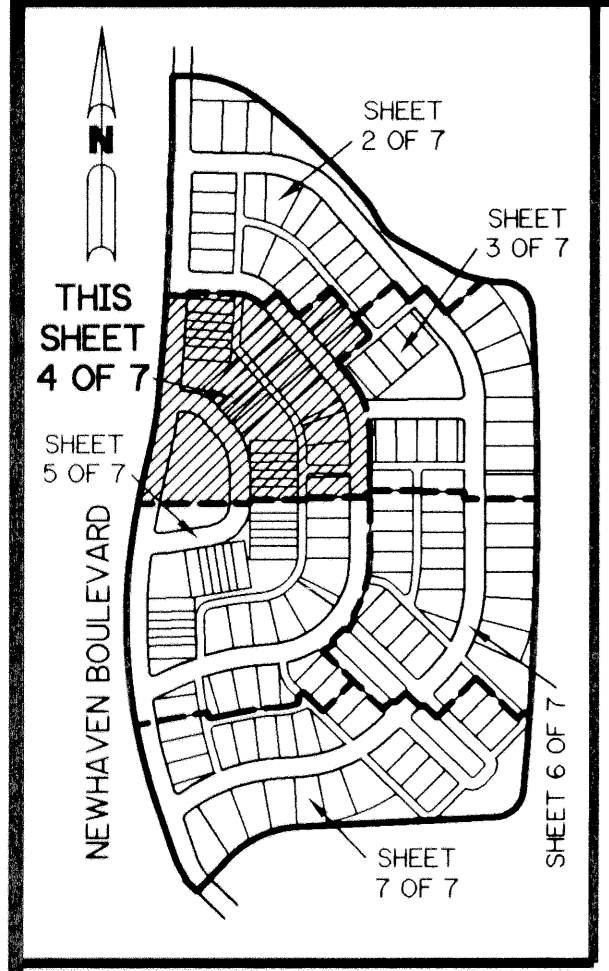 SHEET
2 OF 7
N
SHEET
3 OF 7
THIS
SHEET
4 OF 7
SHEET
5 OF 7
NEWHAVEN BOULEVARD
SHEET 6 OF 7
SHEET
7 OF 7